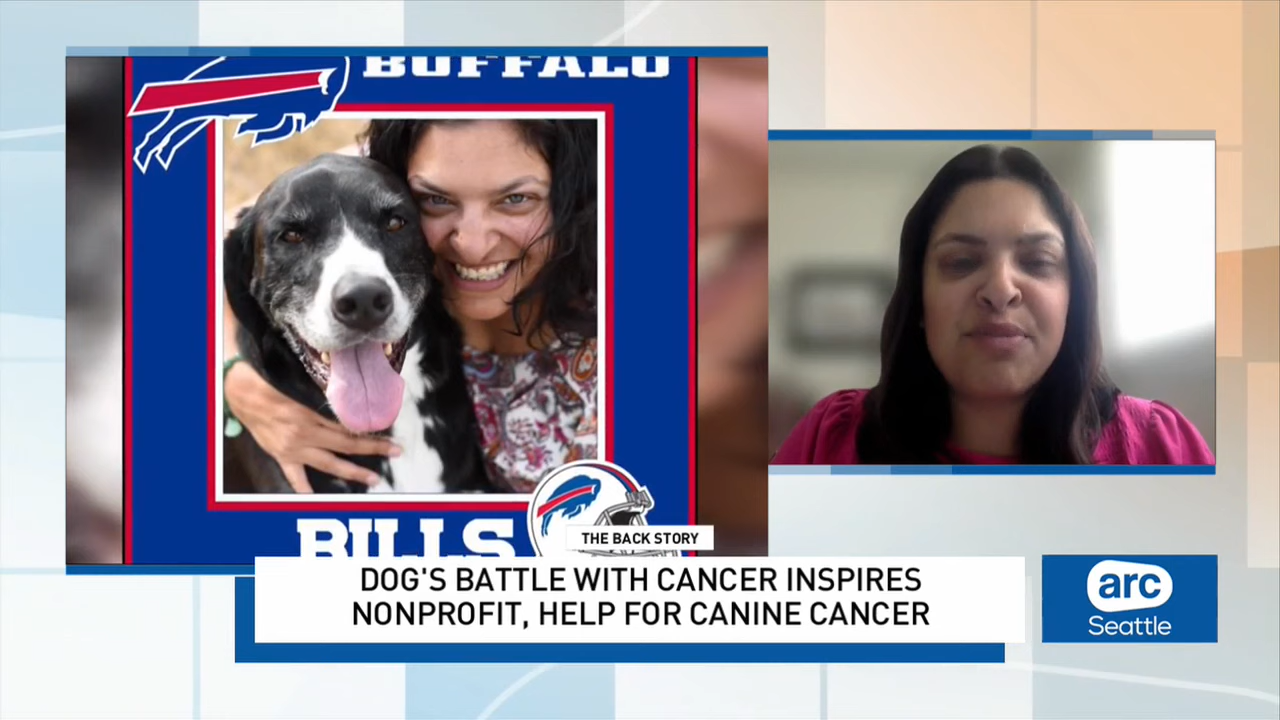 BUFFALO
BILLS
THE BACK STORY
DOG'S BATTLE WITH CANCER INSPIRES
NONPROFIT, HELP FOR CANINE CANCER
arc
Seattle